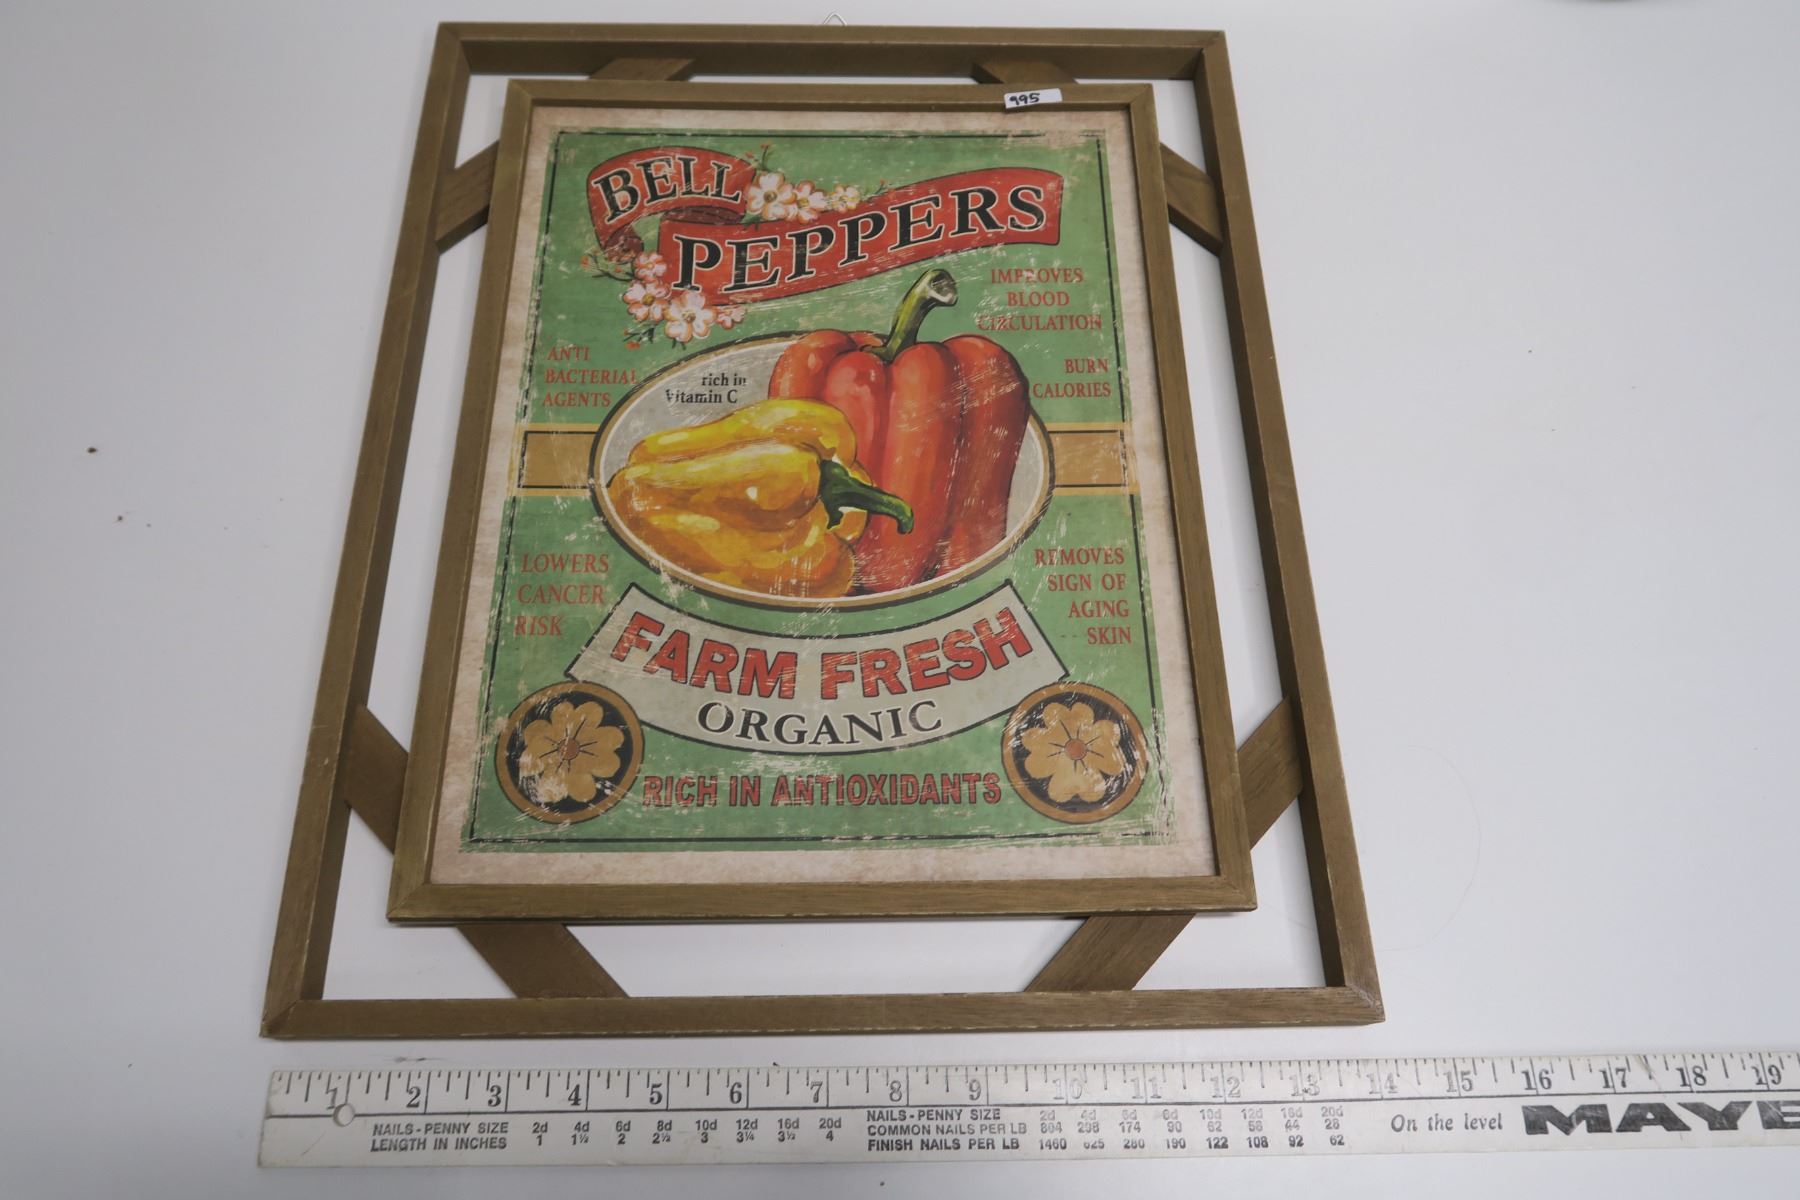 995
BELL
PEPPERS
IMPROVES
BLOOD
CIRCULATION
ANTI
BACTERIAL
AGENTS
rich in
Vitamin C
BURN
CALORIES
LOWERS
CANCER
RISK
REMOVES
SIGN OF
AGING
SKIN
FARM FRESH
ORGANIC
RICH IN ANTIOXIDANTS
1 2 3 4 5 6 7 8 9 10 11 12 13 14 15 16 17 18 19
NAILS - PENNY SIZE 2d 4d 6d 8d 10d 12d 16d 20d
LENGTH IN INCHES 1 1½ 2 2½ 3 3¼ 3½ 4
NAILS - PENNY SIZE 2d 4d 6d 8d 10d 12d 16d 20d
COMMON NAILS PER LB 804 298 174 90 62 56 44 28
FINISH NAILS PER LB 1460 625 260 190 122 108 92 62
On the level MAYE